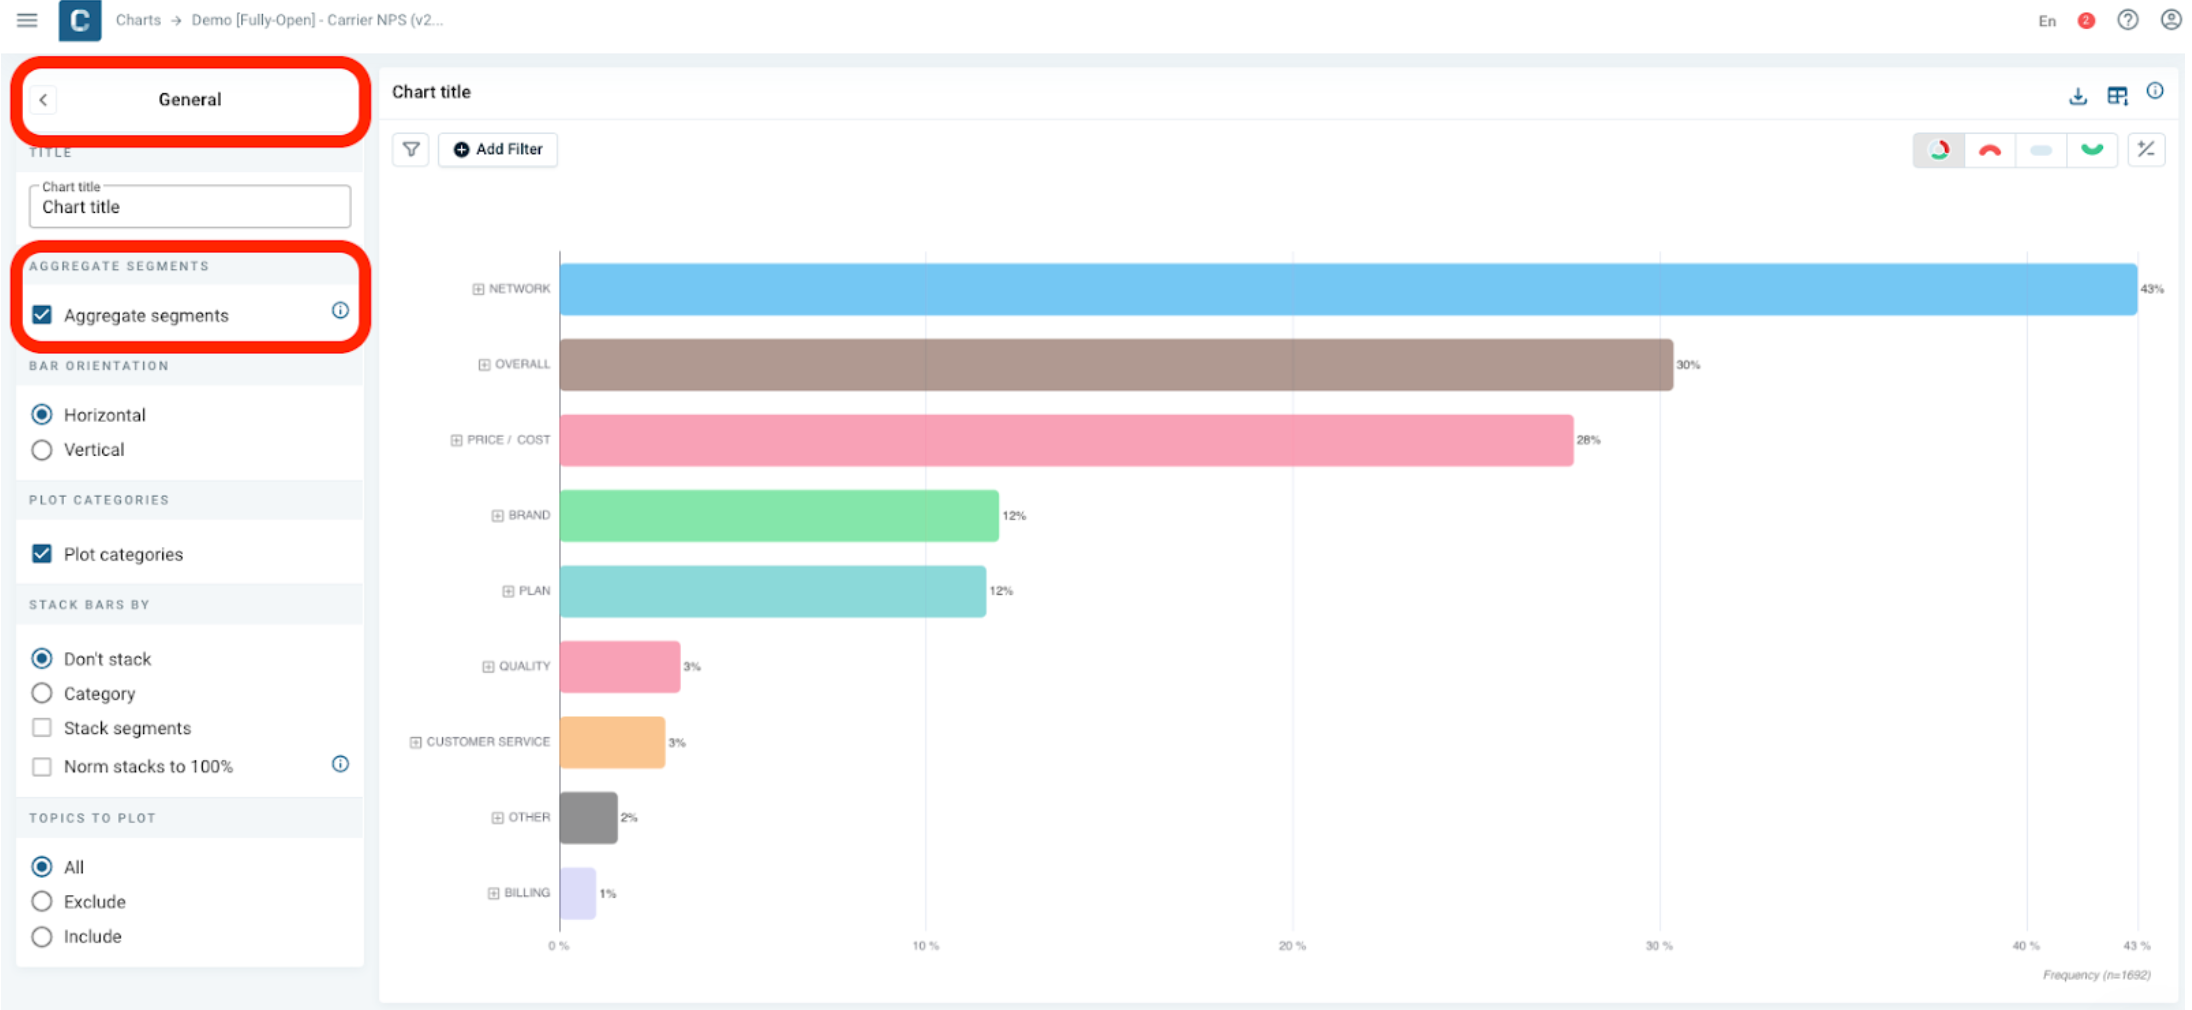 C Charts → Demo [Fully-Open] - Carrier NPS (v2...
En 2
General
TITLE
Chart title
Chart title
AGGREGATE SEGMENTS
Aggregate segments
BAR ORIENTATION
Horizontal
Vertical
PLOT CATEGORIES
Plot categories
STACK BARS BY
Don't stack
Category
Stack segments
Norm stacks to 100%
TOPICS TO PLOT
All
Exclude
Include
Chart title
Add Filter
NETWORK 43%
OVERALL 30%
PRICE / COST 28%
BRAND 12%
PLAN 12%
QUALITY 3%
CUSTOMER SERVICE 3%
OTHER 2%
BILLING 1%
0 % 10 % 20 % 30 % 40 % 43 %
Frequency (n=1692)